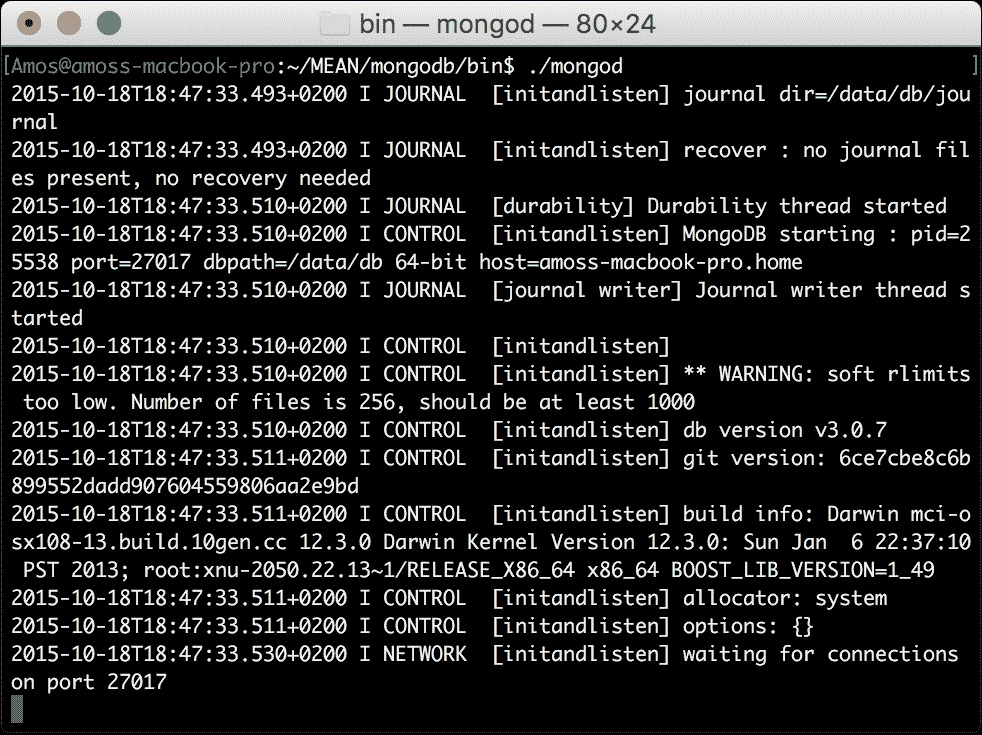 bin — mongod — 80×24
[Amos@amoss-macbook-pro:~/MEAN/mongodb/bin$ ./mongod ]
2015-10-18T18:47:33.493+0200 I JOURNAL  [initandlisten] journal dir=/data/db/jou
rnal
2015-10-18T18:47:33.493+0200 I JOURNAL  [initandlisten] recover : no journal fil
es present, no recovery needed
2015-10-18T18:47:33.510+0200 I JOURNAL  [durability] Durability thread started
2015-10-18T18:47:33.510+0200 I CONTROL  [initandlisten] MongoDB starting : pid=2
5538 port=27017 dbpath=/data/db 64-bit host=amoss-macbook-pro.home
2015-10-18T18:47:33.510+0200 I JOURNAL  [journal writer] Journal writer thread s
tarted
2015-10-18T18:47:33.510+0200 I CONTROL  [initandlisten]
2015-10-18T18:47:33.510+0200 I CONTROL  [initandlisten] ** WARNING: soft rlimits
 too low. Number of files is 256, should be at least 1000
2015-10-18T18:47:33.510+0200 I CONTROL  [initandlisten] db version v3.0.7
2015-10-18T18:47:33.511+0200 I CONTROL  [initandlisten] git version: 6ce7cbe8c6b
899552dadd907604559806aa2e9bd
2015-10-18T18:47:33.511+0200 I CONTROL  [initandlisten] build info: Darwin mci-o
sx108-13.build.10gen.cc 12.3.0 Darwin Kernel Version 12.3.0: Sun Jan  6 22:37:10
 PST 2013; root:xnu-2050.22.13~1/RELEASE_X86_64 x86_64 BOOST_LIB_VERSION=1_49
2015-10-18T18:47:33.511+0200 I CONTROL  [initandlisten] allocator: system
2015-10-18T18:47:33.511+0200 I CONTROL  [initandlisten] options: {}
2015-10-18T18:47:33.530+0200 I NETWORK  [initandlisten] waiting for connections
on port 27017